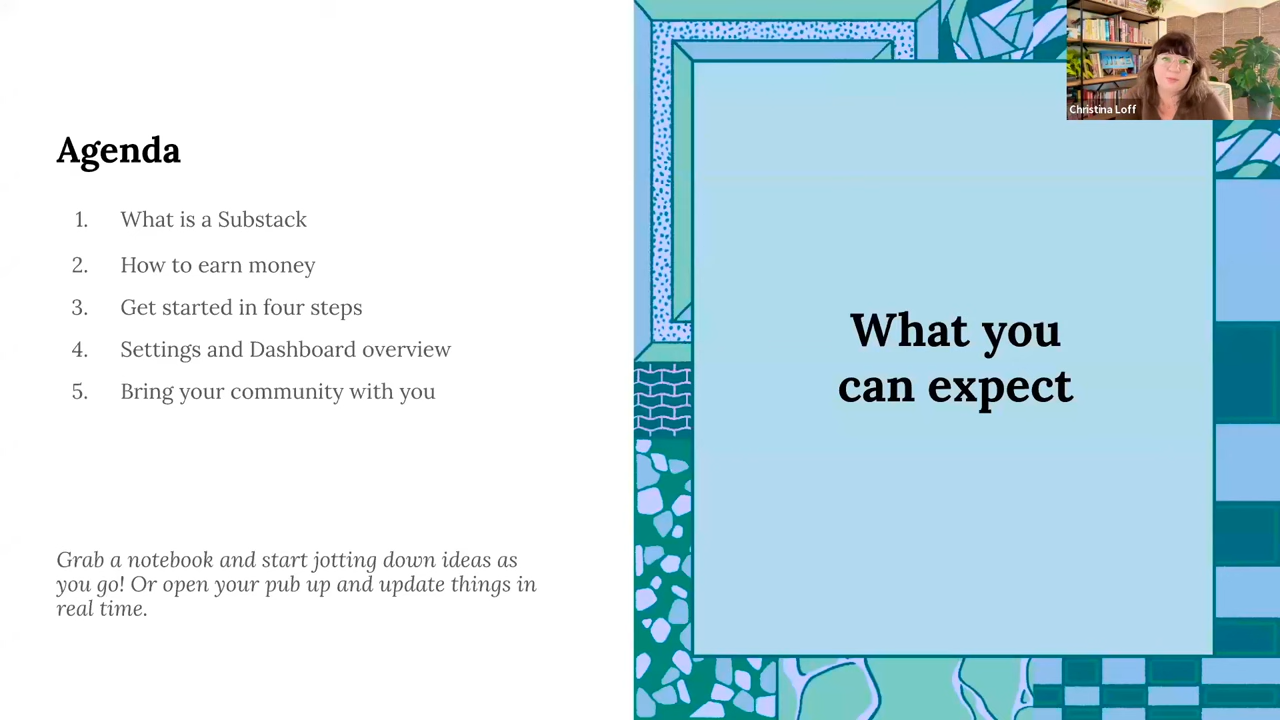 Agenda
1. What is a Substack
2. How to earn money
3. Get started in four steps
4. Settings and Dashboard overview
5. Bring your community with you
Grab a notebook and start jotting down ideas as
you go! Or open your pub up and update things in
real time.
What you
can expect
Christina Loff